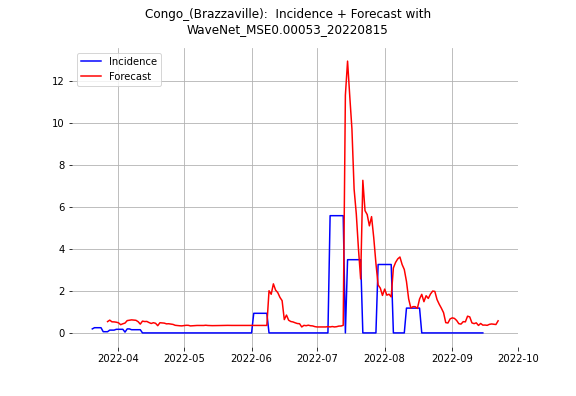 Congo_(Brazzaville):  Incidence + Forecast with
WaveNet_MSE0.00053_20220815
Incidence
Forecast
12
10
8
6
4
2
0
2022-04 2022-05 2022-06 2022-07 2022-08 2022-09 2022-10